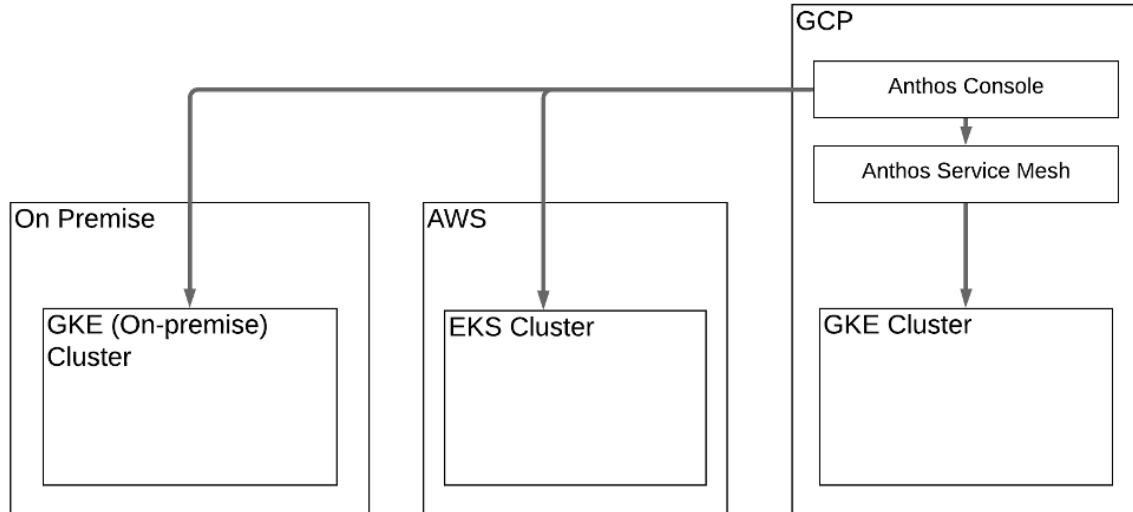 GCP
Anthos Console
Anthos Service Mesh
On Premise
AWS
GKE (On-premise)
Cluster
EKS Cluster
GKE Cluster